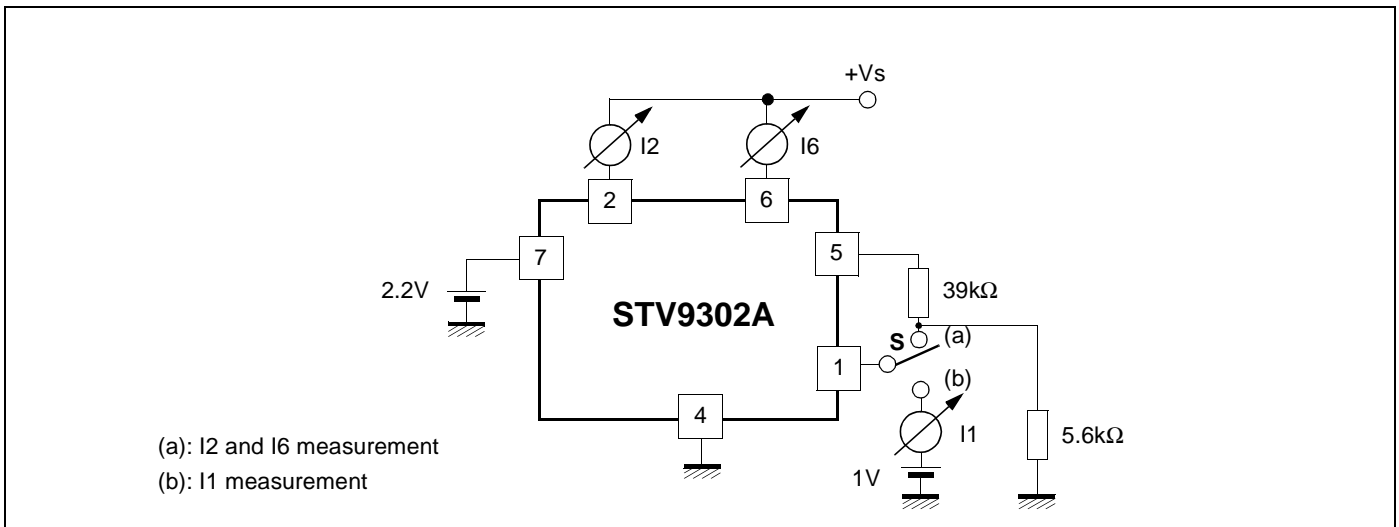 +Vs
I2
I6
2
6
7
5
2.2V
39kΩ
STV9302A
S
(a)
1
(b)
4
I1
5.6kΩ
(a): I2 and I6 measurement
1V
(b): I1 measurement